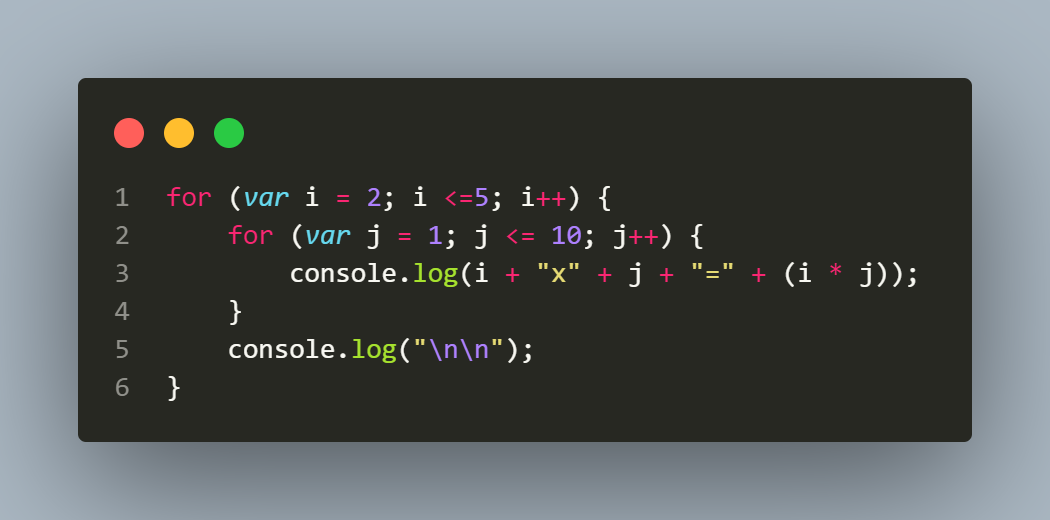 1 for (var i = 2; i <=5; i++) {
2     for (var j = 1; j <= 10; j++) {
3         console.log(i + "x" + j + "=" + (i * j));
4     }
5     console.log("\n\n");
6 }